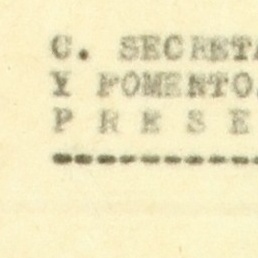 C. SECRETA
Y FOMENTO.
P R E S E